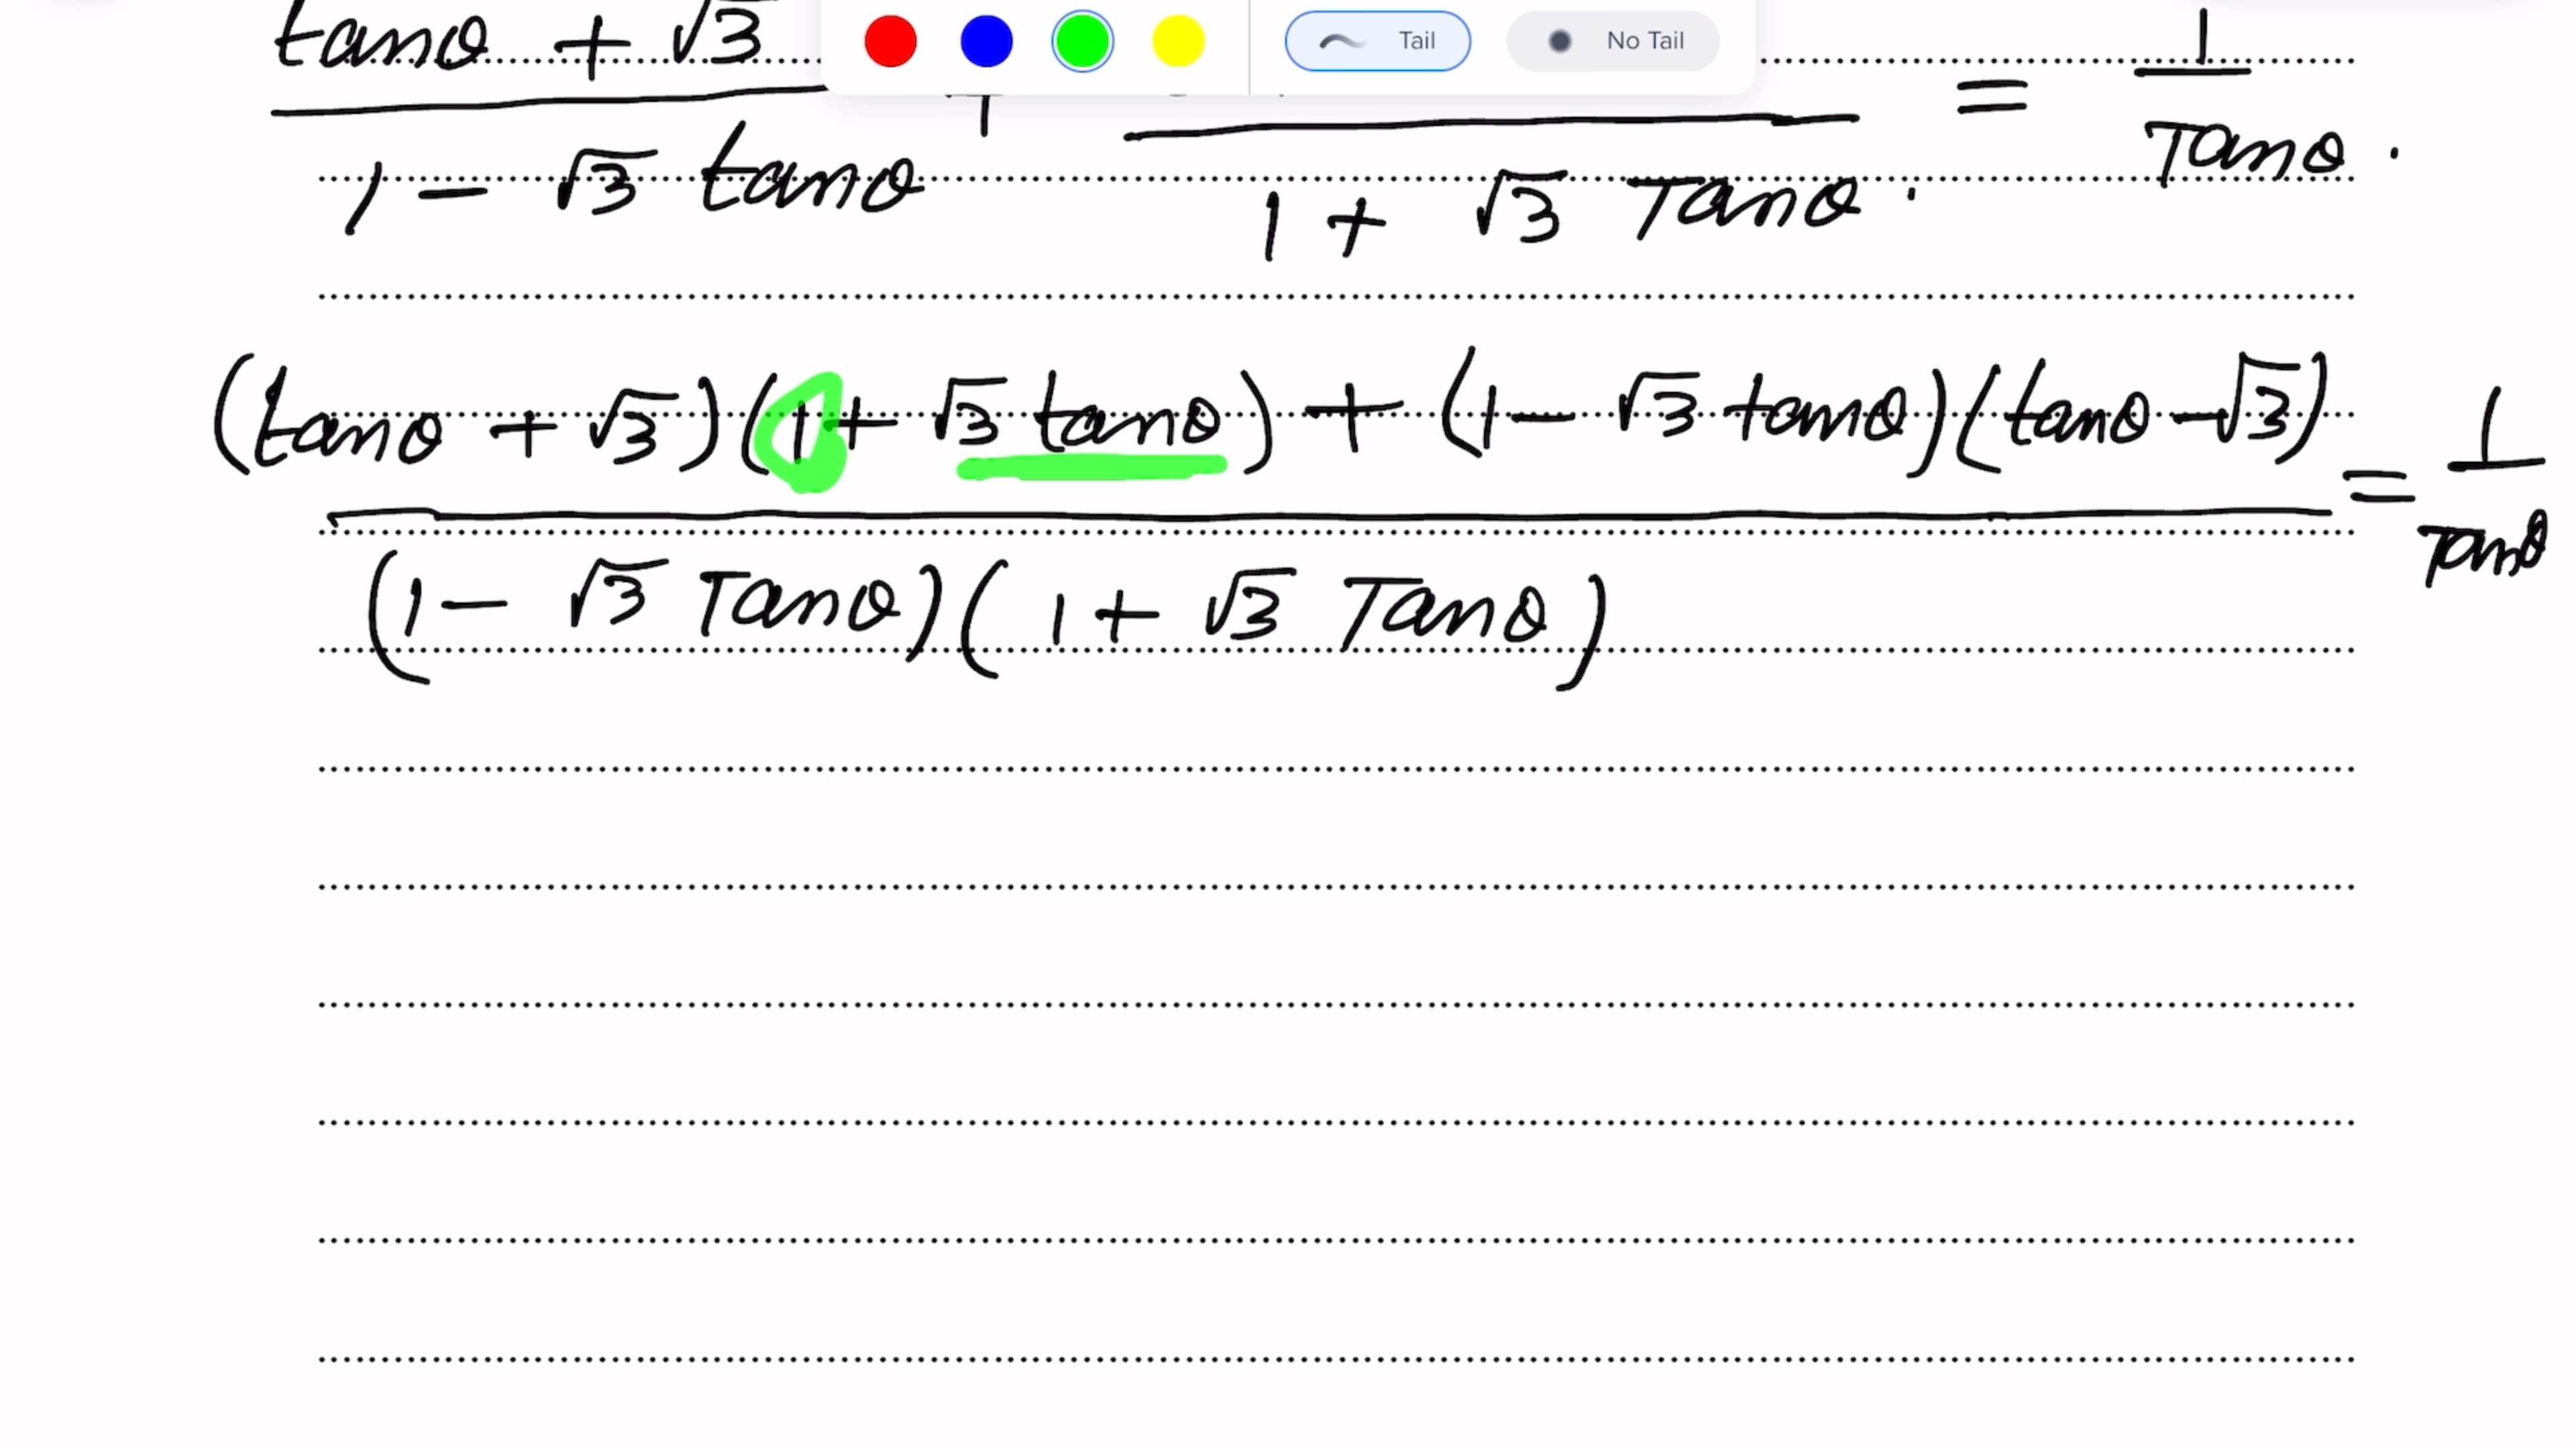 tanθ + √3
Tail No Tail
1
= 
1 - √3 tanθ
1 + √3 Tanθ.
Tanθ.
(tanθ + √3)(1 + √3 tanθ) + (1 - √3 tanθ)(tanθ - √3)
= 1
(1 - √3 Tanθ)(1 + √3 Tanθ)
Tanθ